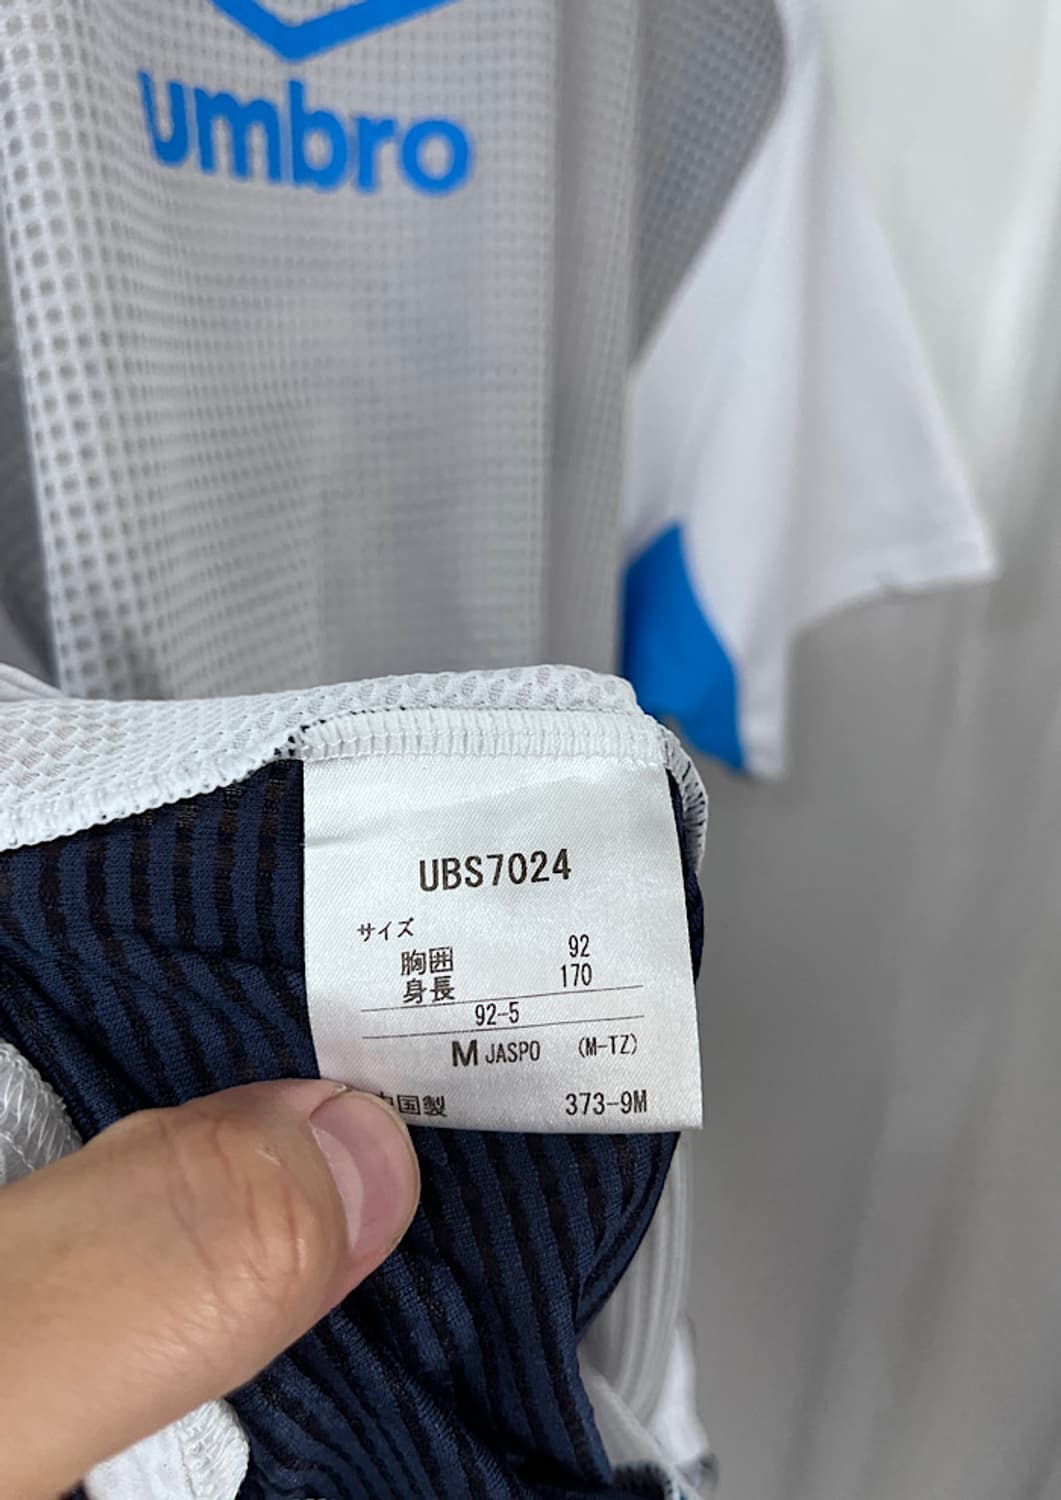 umbro
UBS7024
サイズ
胸囲 92
身長 170
92-5
M JASPO (M-TZ)
中国製 373-9M